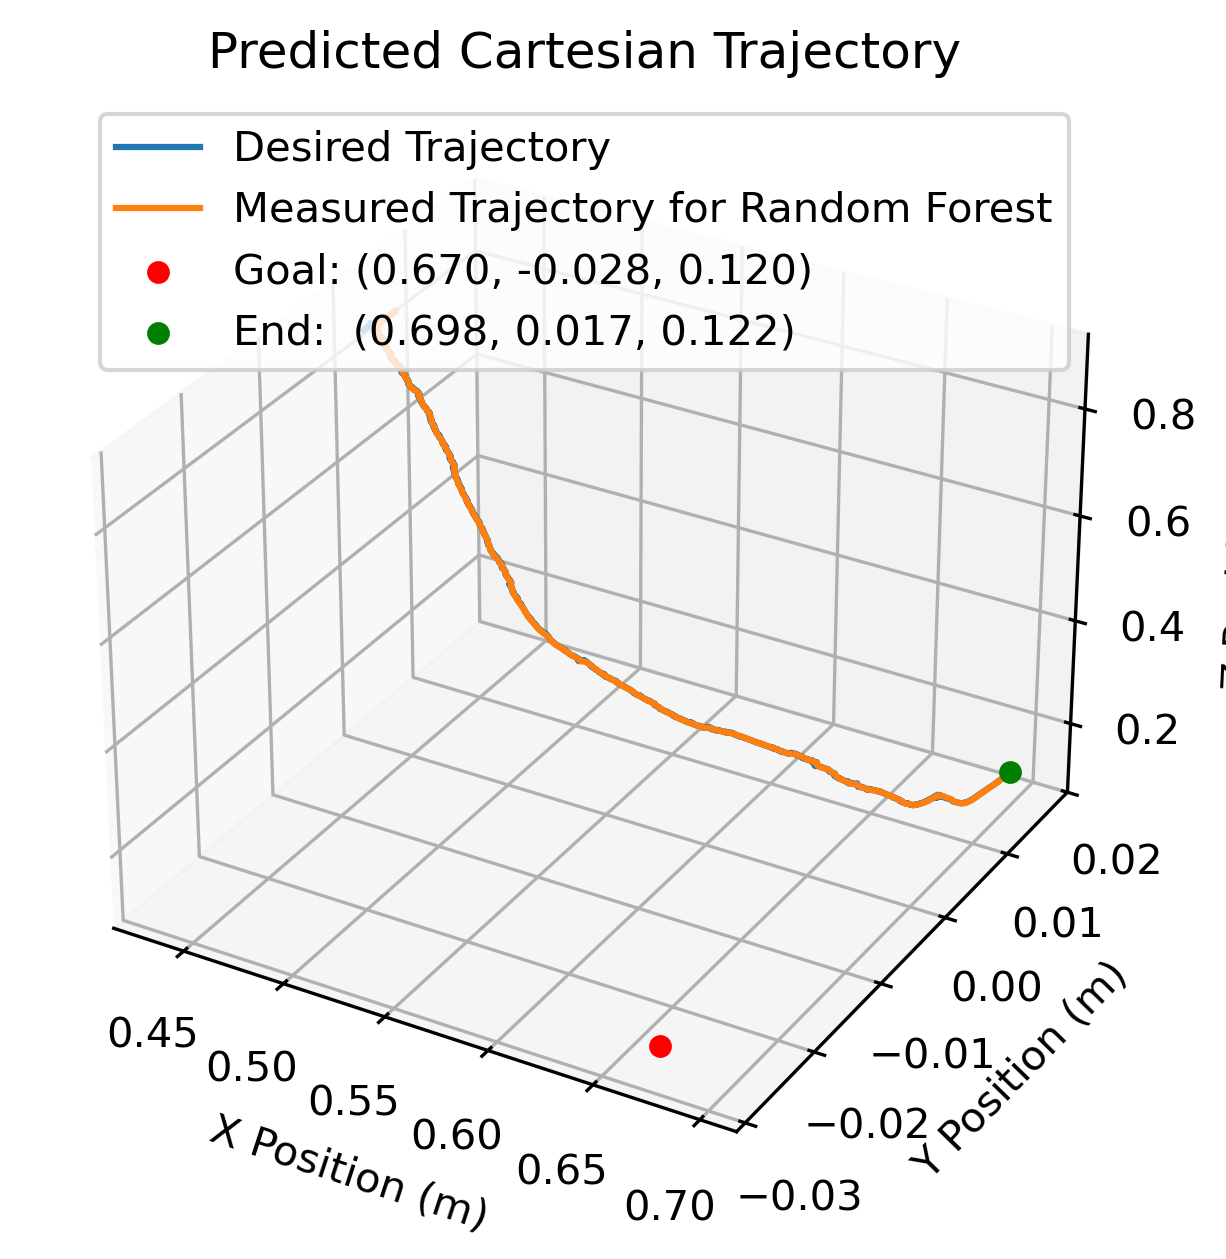 Predicted Cartesian Trajectory
Desired Trajectory
Measured Trajectory for Random Forest
Goal: (0.670, -0.028, 0.120)
End: (0.698, 0.017, 0.122)
0.8
0.6
0.4
0.2
0.02
0.01
0.00
−0.01
−0.02
−0.03
Y Position (m)
0.45
0.50
0.55
0.60
0.65
0.70
X Position (m)